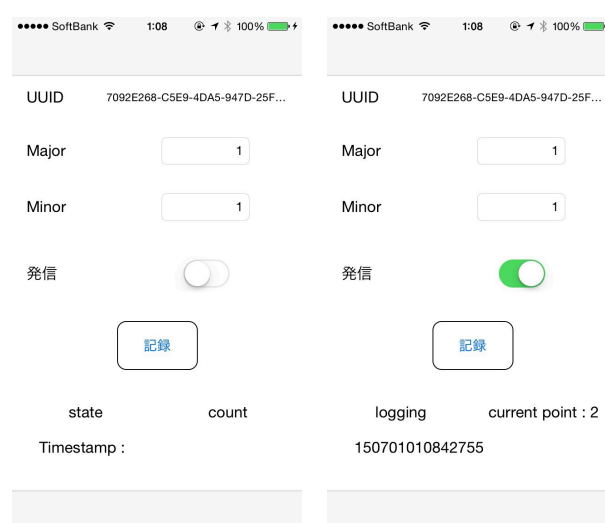 SoftBank 1:08 100%
UUID 7092E268-C5E9-4DA5-947D-25F...
Major 1
Minor 1
発信
記録
state count
Timestamp :
SoftBank 1:08 100%
UUID 7092E268-C5E9-4DA5-947D-25F...
Major 1
Minor 1
発信
記録
logging current point : 2
150701010842755